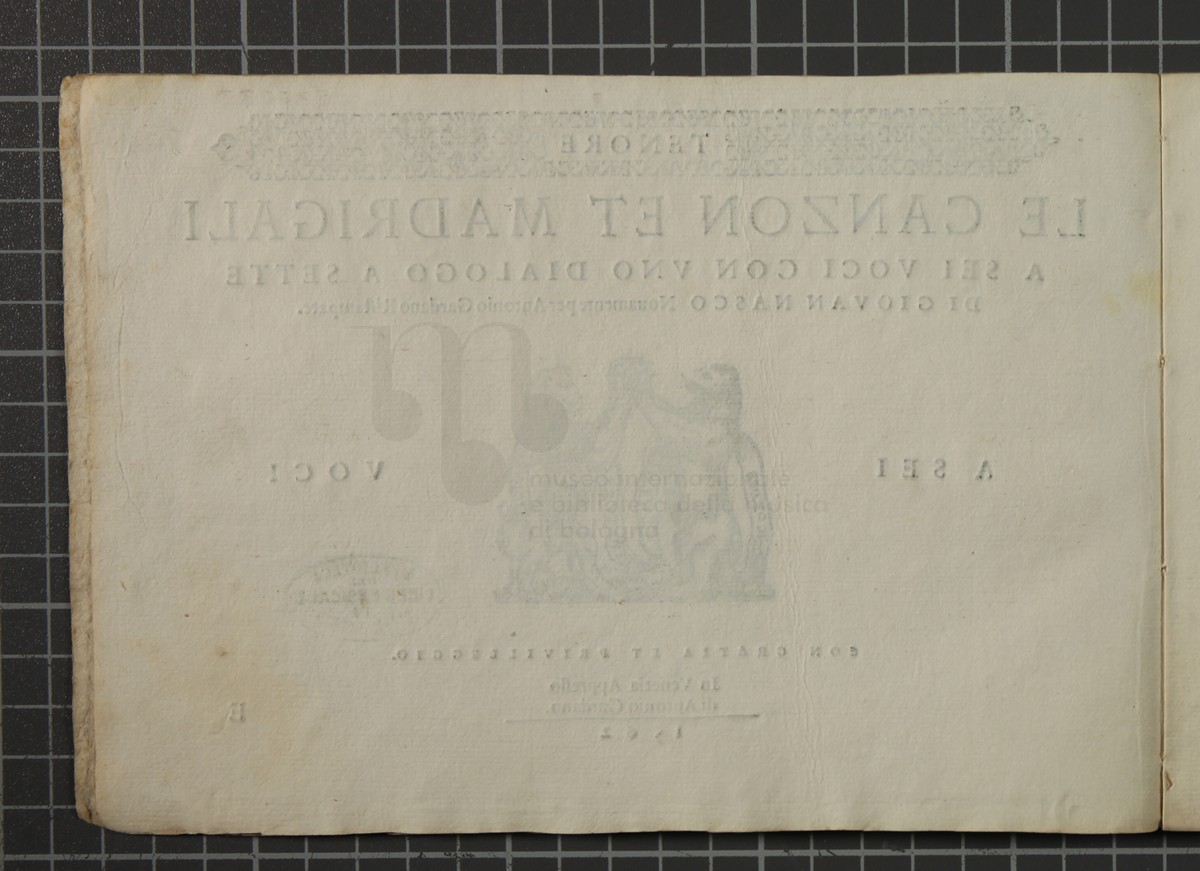 TENORE
LE CANZON ET MADRIGALI
A SEI VOCI CON VNO DIALOGO A SETTE
DI GIOVAN NASCO Nouamente per Antonio Gardano Ristampate.
A SEI VOCI
museo internazionale
e biblioteca della musica
di bologna
CON GRATIA ET PRIVILEGGIO.
In Venetia Appresso
di Antonio Gardano.
1562
E